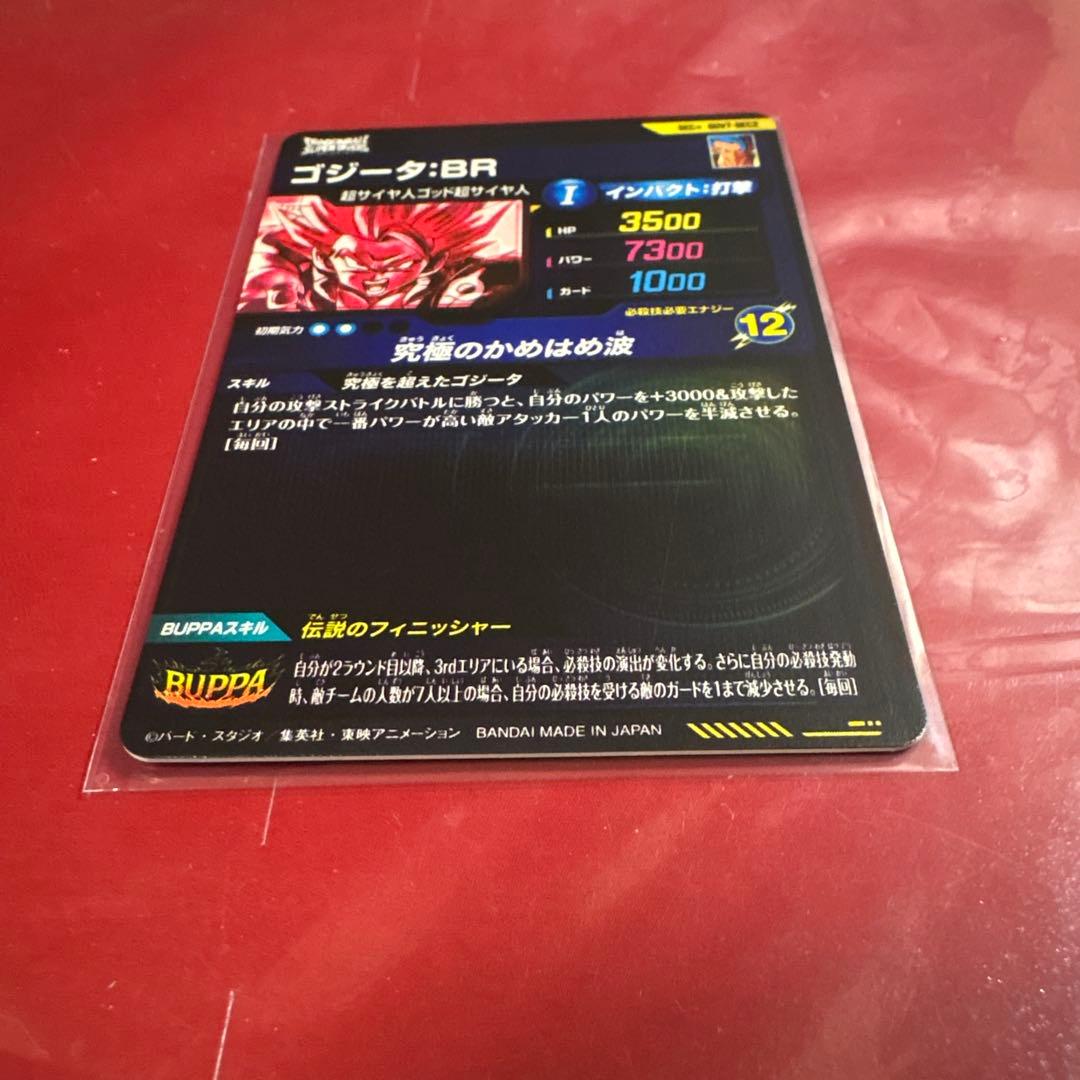 ゴジータ:BR
超サイヤ人ゴッド超サイヤ人
I インパクト:打撃
HP 3500
パワー 7300
ガード 1000
必殺技必要エナジー 12
初期気力
究極のかめはめ波
スキル 究極を超えたゴジータ
自分の攻撃ストライクバトルに勝つと、自分のパワーを+3000&攻撃した
エリアの中で一番パワーが高い敵アタッカー1人のパワーを半減させる。
[毎回]
BUPPAスキル 伝説のフィニッシャー
BUPPA
自分が2ラウンド目以降、3rdエリアにいる場合、必殺技の演出が変化する。さらに自分の必殺技発動
時、敵チームの人数が7人以上の場合、自分の必殺技を受ける敵のガードを1まで減少させる。[毎回]
©バード・スタジオ/集英社・東映アニメーション BANDAI MADE IN JAPAN